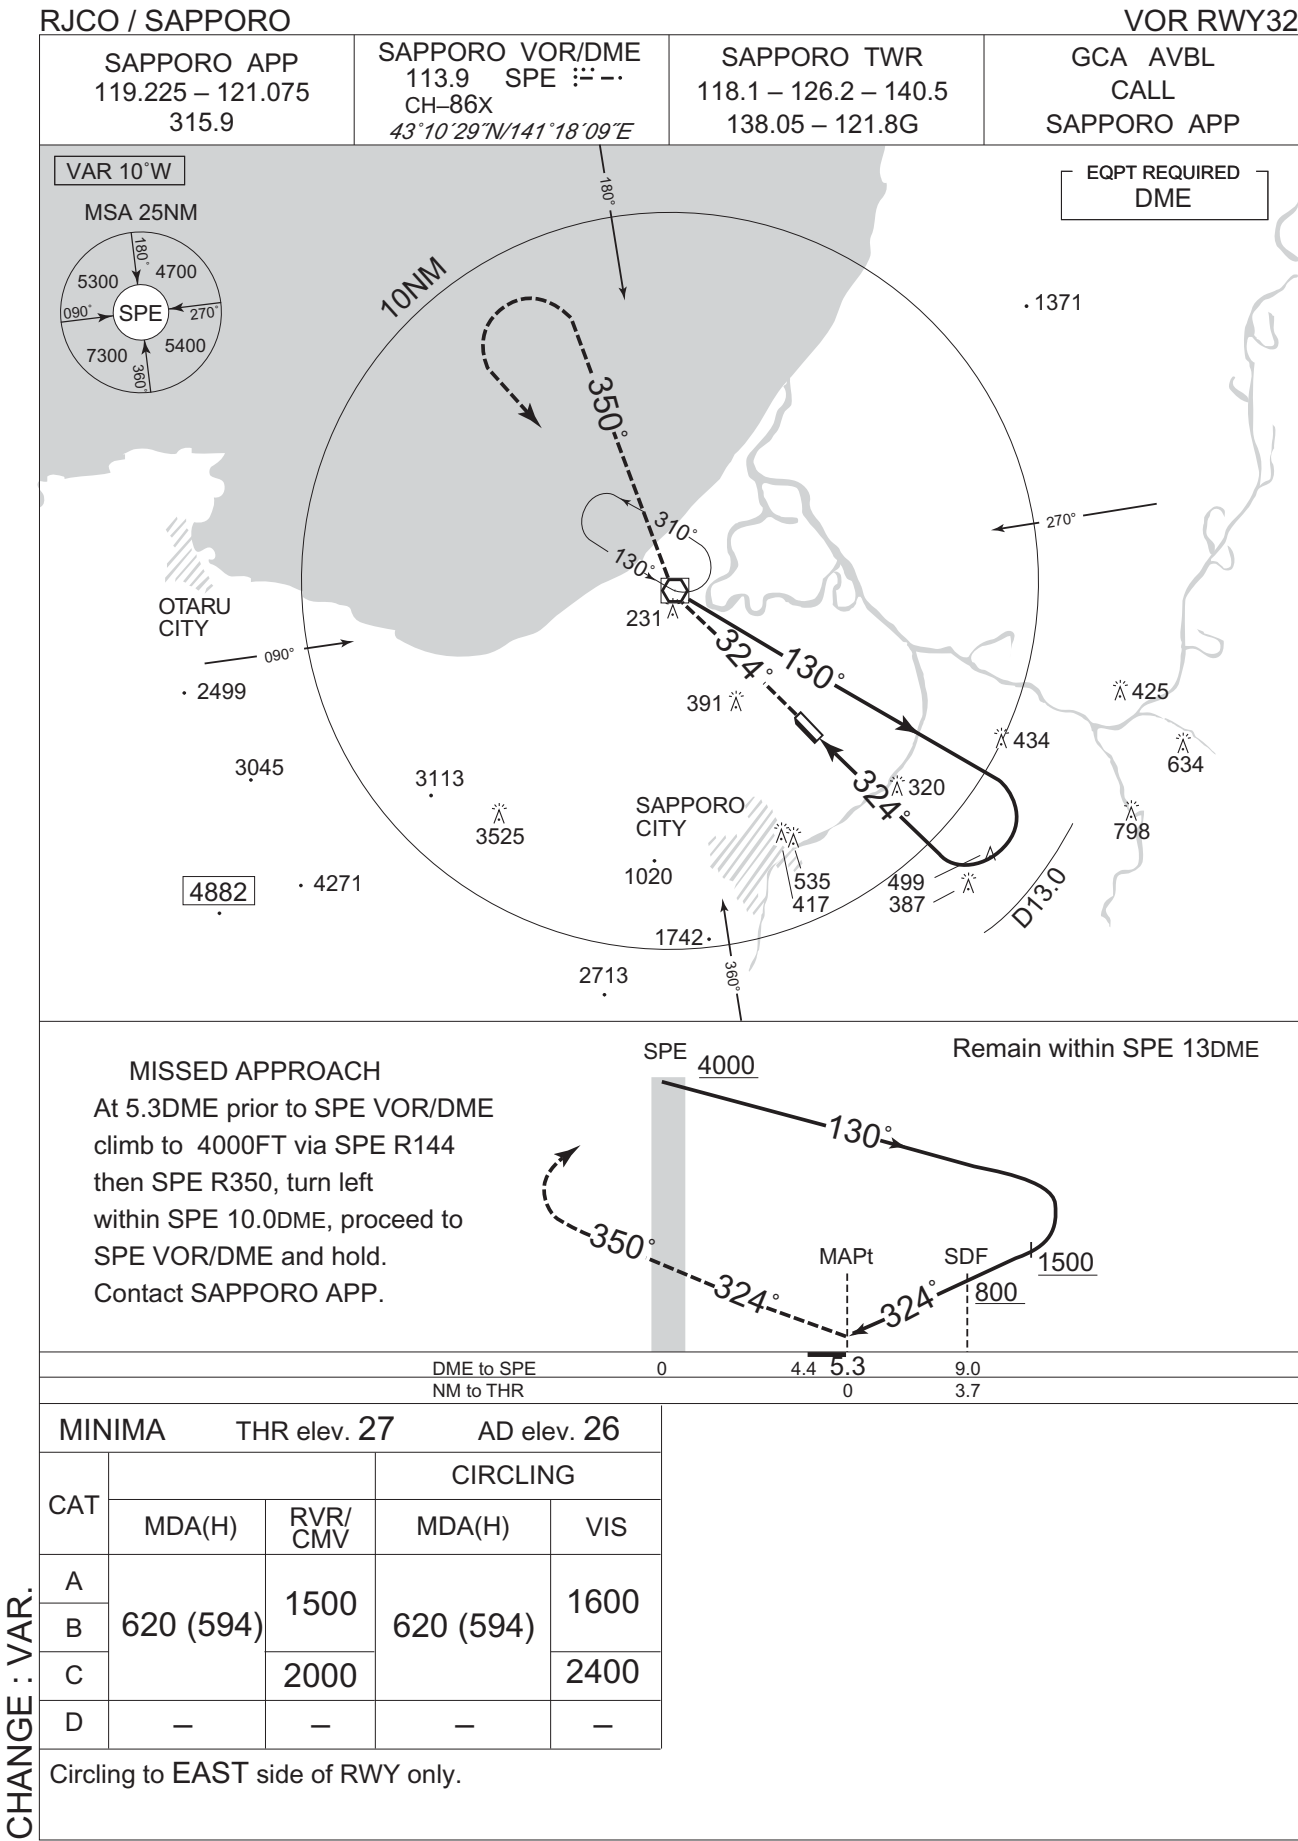 RJCO / SAPPORO
VOR RWY32
SAPPORO APP
119.225 – 121.075
315.9
SAPPORO VOR/DME
113.9 SPE
CH–86X
43°10´29˝N/141°18´09˝E
SAPPORO TWR
118.1 – 126.2 – 140.5
138.05 – 121.8G
GCA AVBL
CALL
SAPPORO APP
VAR 10°W
MSA 25NM
180°
5300
4700
090°
SPE
270°
7300
5400
360°
EQPT REQUIRED
DME
180°
10NM
1371
350°
310°
130°
270°
OTARU
CITY
231
090°
324°
130°
2499
391
425
434
634
3045
3113
3525
SAPPORO
CITY
324°
320
798
4882
4271
1020
535
417
499
387
D13.0
1742
360°
2713
MISSED APPROACH
At 5.3DME prior to SPE VOR/DME
climb to 4000FT via SPE R144
then SPE R350, turn left
within SPE 10.0DME, proceed to
SPE VOR/DME and hold.
Contact SAPPORO APP.
SPE
4000
Remain within SPE 13DME
130°
350°
324°
MAPt
SDF
1500
800
324°
DME to SPE 0 4.4 5.3 9.0
NM to THR 0 3.7
MINIMA THR elev. 27 AD elev. 26
CAT
CIRCLING
MDA(H)
RVR/
CMV
MDA(H)
VIS
A
B
C
620 (594)
1500
2000
620 (594)
1600
2400
D – – – –
Circling to EAST side of RWY only.
CHANGE : VAR.